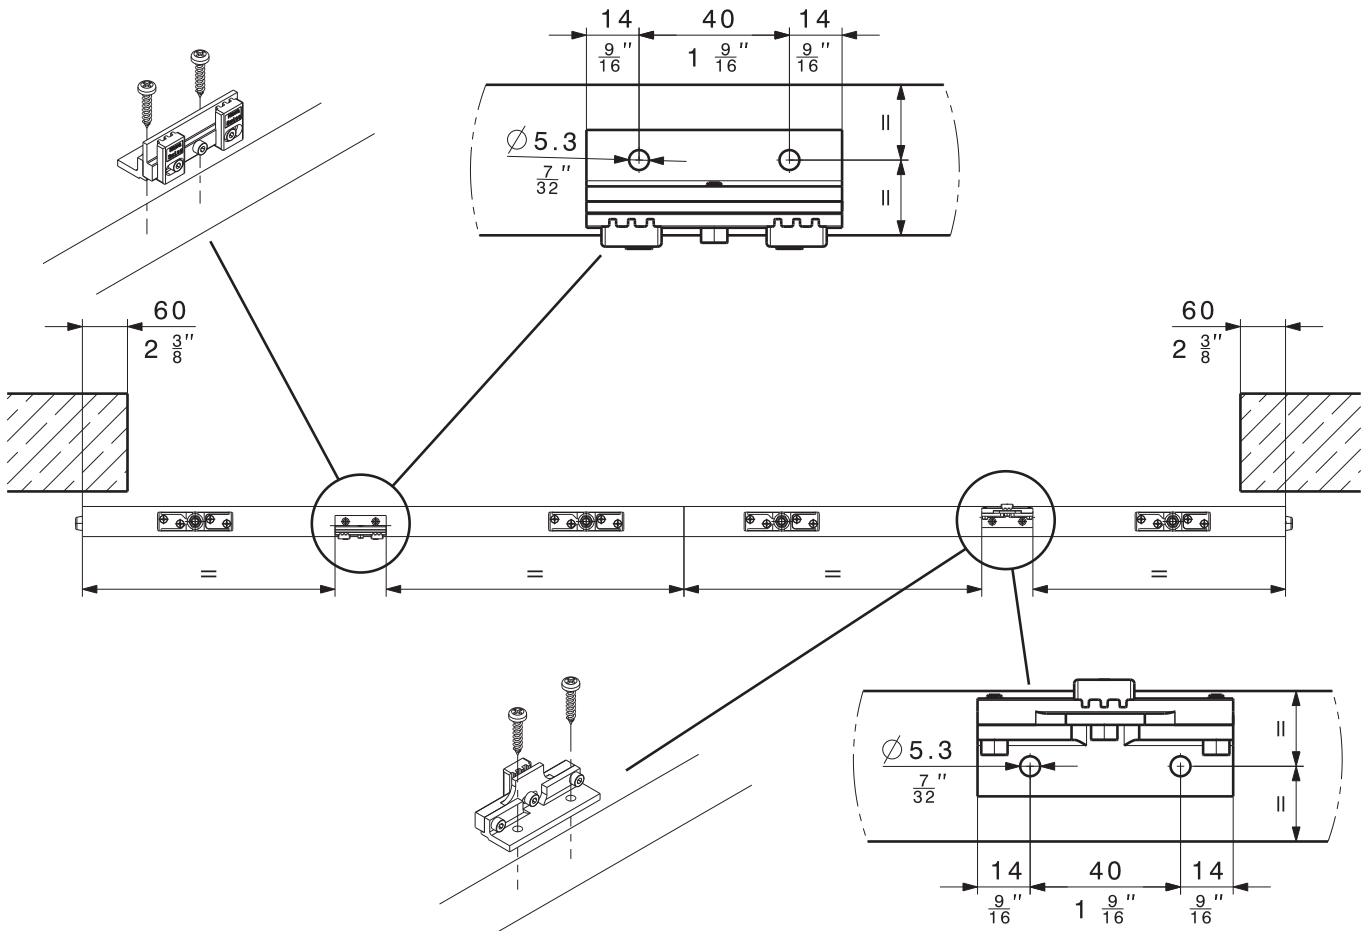 14 40 14
9/16" 1 9/16" 9/16"
=
Ø 5.3
7/32"
=
60
2 3/8"
60
2 3/8"
= = = =
=
Ø 5.3
7/32"
=
14 40 14
9/16" 1 9/16" 9/16"